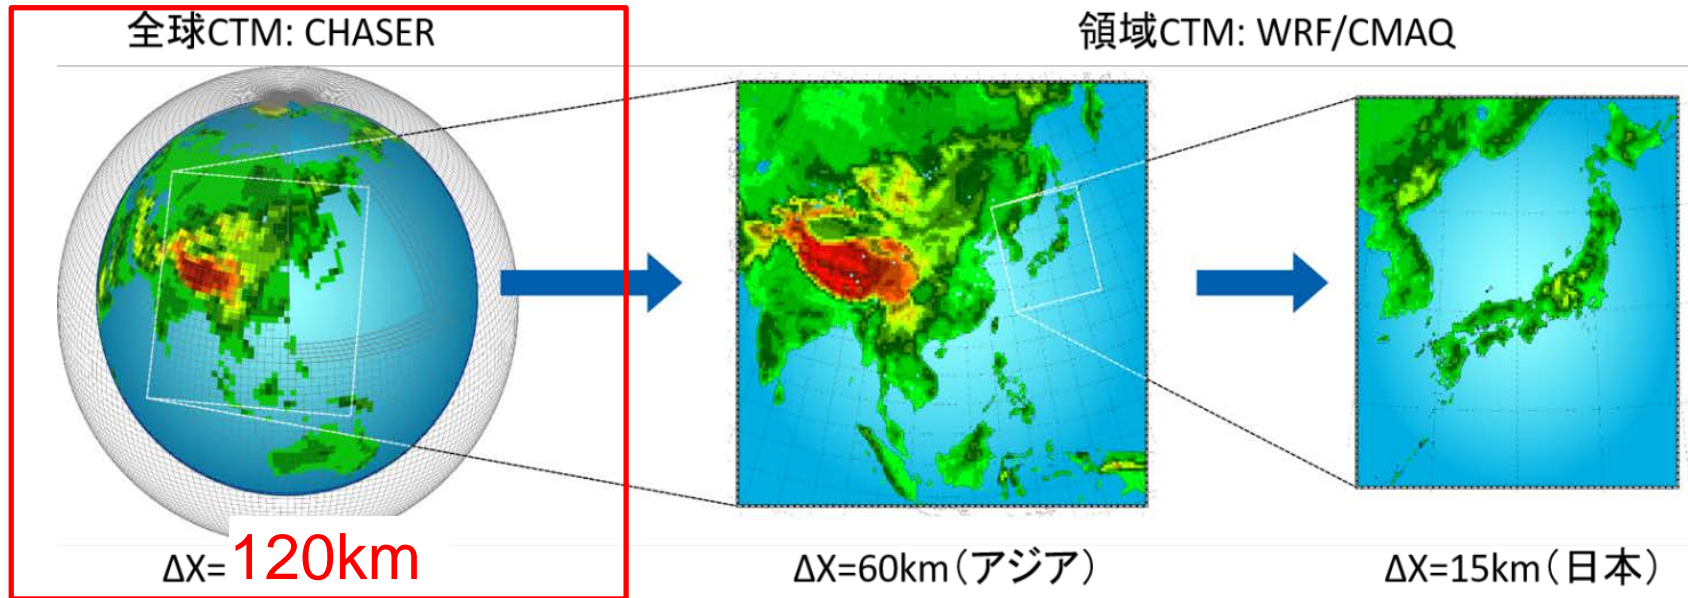 全球CTM: CHASER
領域CTM: WRF/CMAQ
ΔX= 120km
ΔX=60km（アジア）
ΔX=15km（日本）